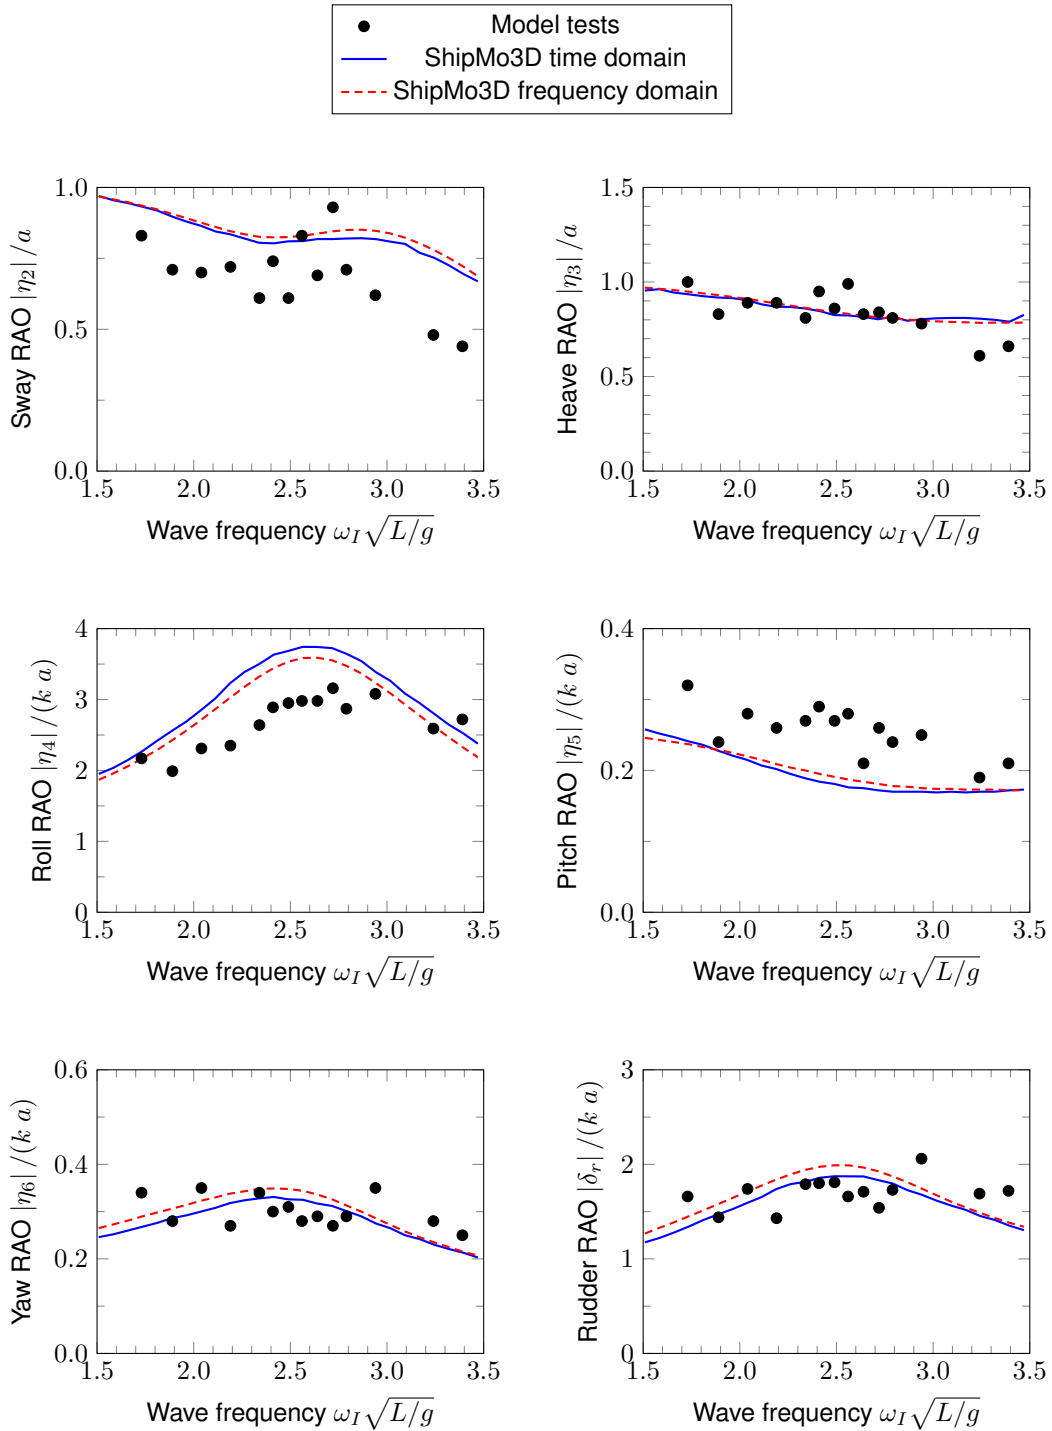 Model tests
ShipMo3D time domain
ShipMo3D frequency domain
Sway RAO |η₂|/a
1.0
0.5
0.0
1.5 2.0 2.5 3.0 3.5
Wave frequency ω_I√L/g
Heave RAO |η₃|/a
1.5
1.0
0.5
0.0
1.5 2.0 2.5 3.0 3.5
Wave frequency ω_I√L/g
Roll RAO |η₄|/(k a)
4
3
2
1
0
1.5 2.0 2.5 3.0 3.5
Wave frequency ω_I√L/g
Pitch RAO |η₅|/(k a)
0.4
0.2
0.0
1.5 2.0 2.5 3.0 3.5
Wave frequency ω_I√L/g
Yaw RAO |η₆|/(k a)
0.6
0.4
0.2
0.0
1.5 2.0 2.5 3.0 3.5
Wave frequency ω_I√L/g
Rudder RAO |δ_r|/(k a)
3
2
1
0
1.5 2.0 2.5 3.0 3.5
Wave frequency ω_I√L/g